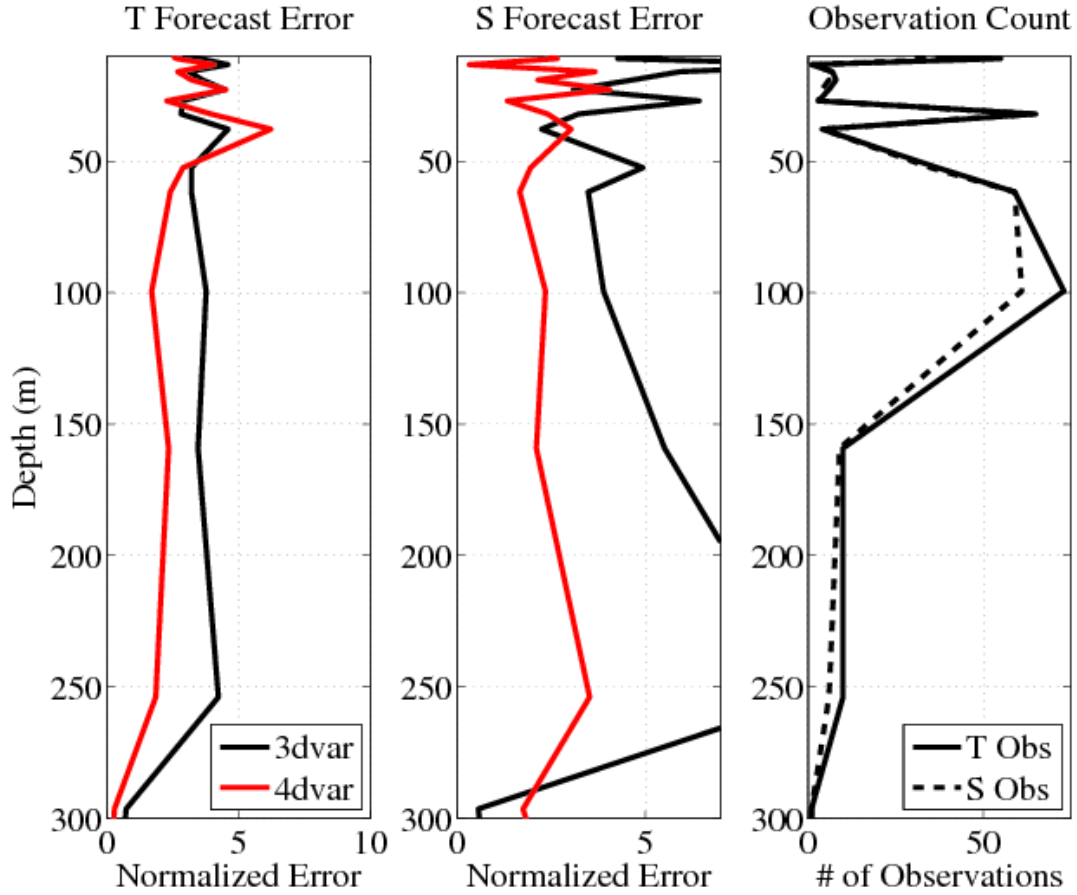 T Forecast Error
S Forecast Error
Observation Count
Depth (m)
50
100
150
200
250
300
0
5
10
Normalized Error
3dvar
4dvar
50
100
150
200
250
300
0
5
Normalized Error
50
100
150
200
250
300
0
50
# of Observations
T Obs
S Obs